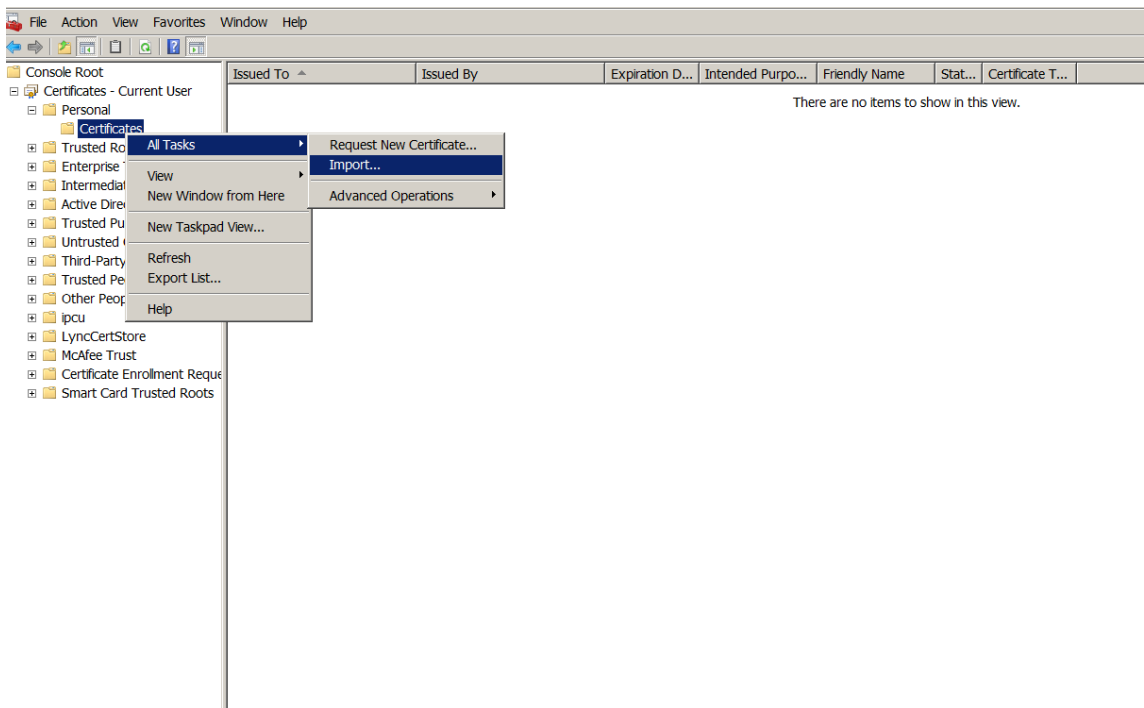 File Action View Favorites Window Help
Console Root
Certificates - Current User
Personal
Certificates
Trusted Ro
Enterprise
Intermediat
Active Dire
Trusted Pu
Untrusted
Third-Party
Trusted Pe
Other Peop
ipcu
LyncCertStore
McAfee Trust
Certificate Enrollment Reque
Smart Card Trusted Roots
All Tasks
View
New Window from Here
New Taskpad View...
Refresh
Export List...
Help
Request New Certificate...
Import...
Advanced Operations
Issued To Issued By Expiration D... Intended Purpo... Friendly Name Stat... Certificate T...
There are no items to show in this view.